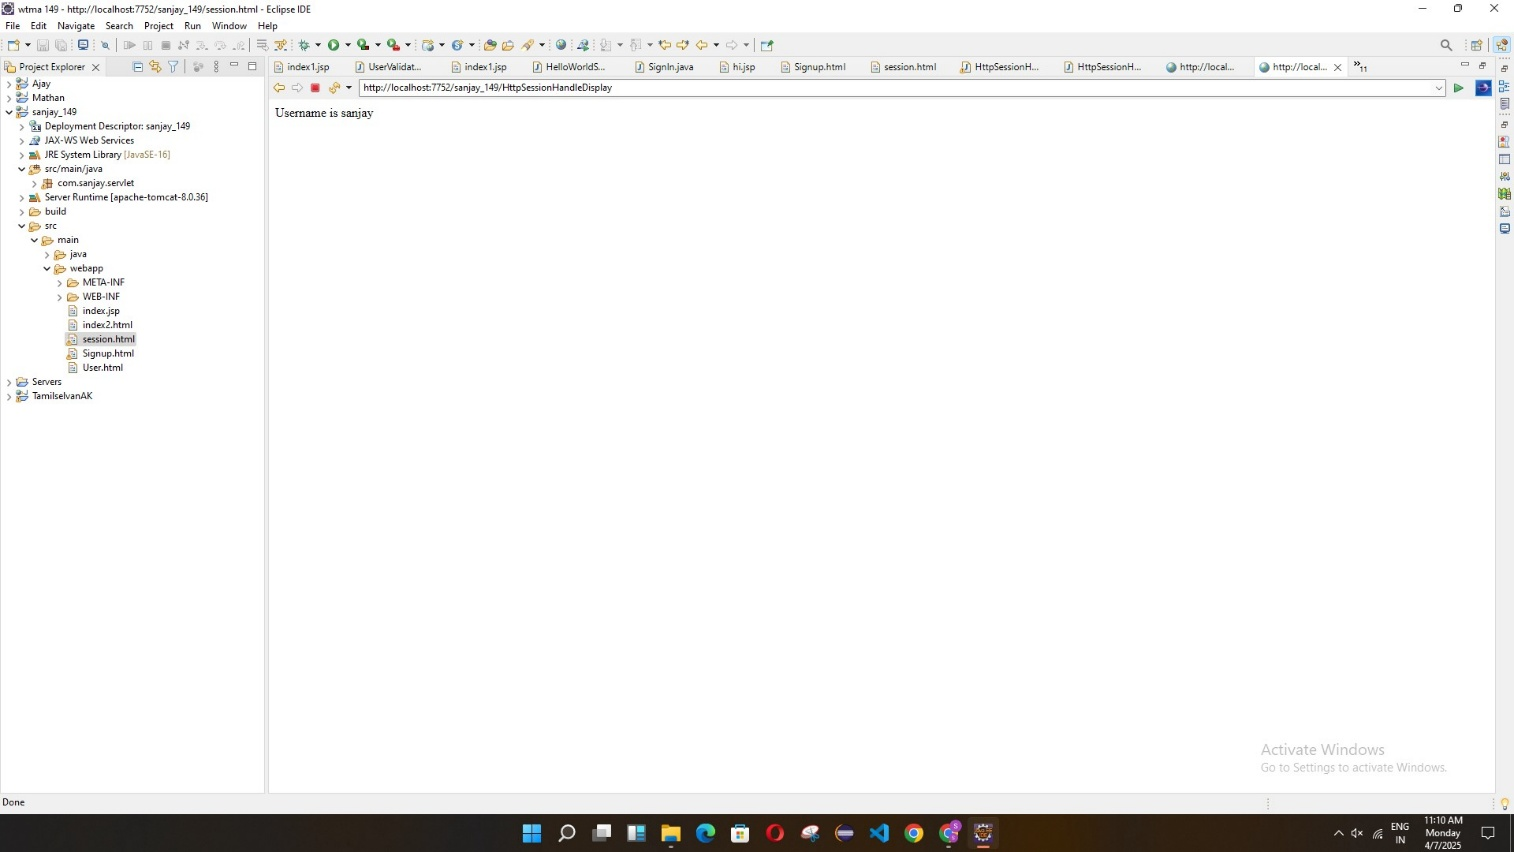 wtma 149 - http://localhost:7752/sanjay_149/session.html - Eclipse IDE
File Edit Navigate Search Project Run Window Help
Project Explorer
index1.jsp UserValidat... index1.jsp HelloWorldS... SignIn.java hi.jsp Signup.html session.html HttpSessionH... HttpSessionH... http://local... http://local... »11
http://localhost:7752/sanjay_149/HttpSessionHandleDisplay
Username is sanjay
Ajay
Mathan
sanjay_149
Deployment Descriptor: sanjay_149
JAX-WS Web Services
JRE System Library [JavaSE-16]
src/main/java
com.sanjay.servlet
Server Runtime [apache-tomcat-8.0.36]
build
src
main
java
webapp
META-INF
WEB-INF
index.jsp
index2.html
session.html
Signup.html
User.html
Servers
TamilselvanAK
Activate Windows
Go to Settings to activate Windows.
Done
ENG
IN
11:10 AM
Monday
4/7/2025